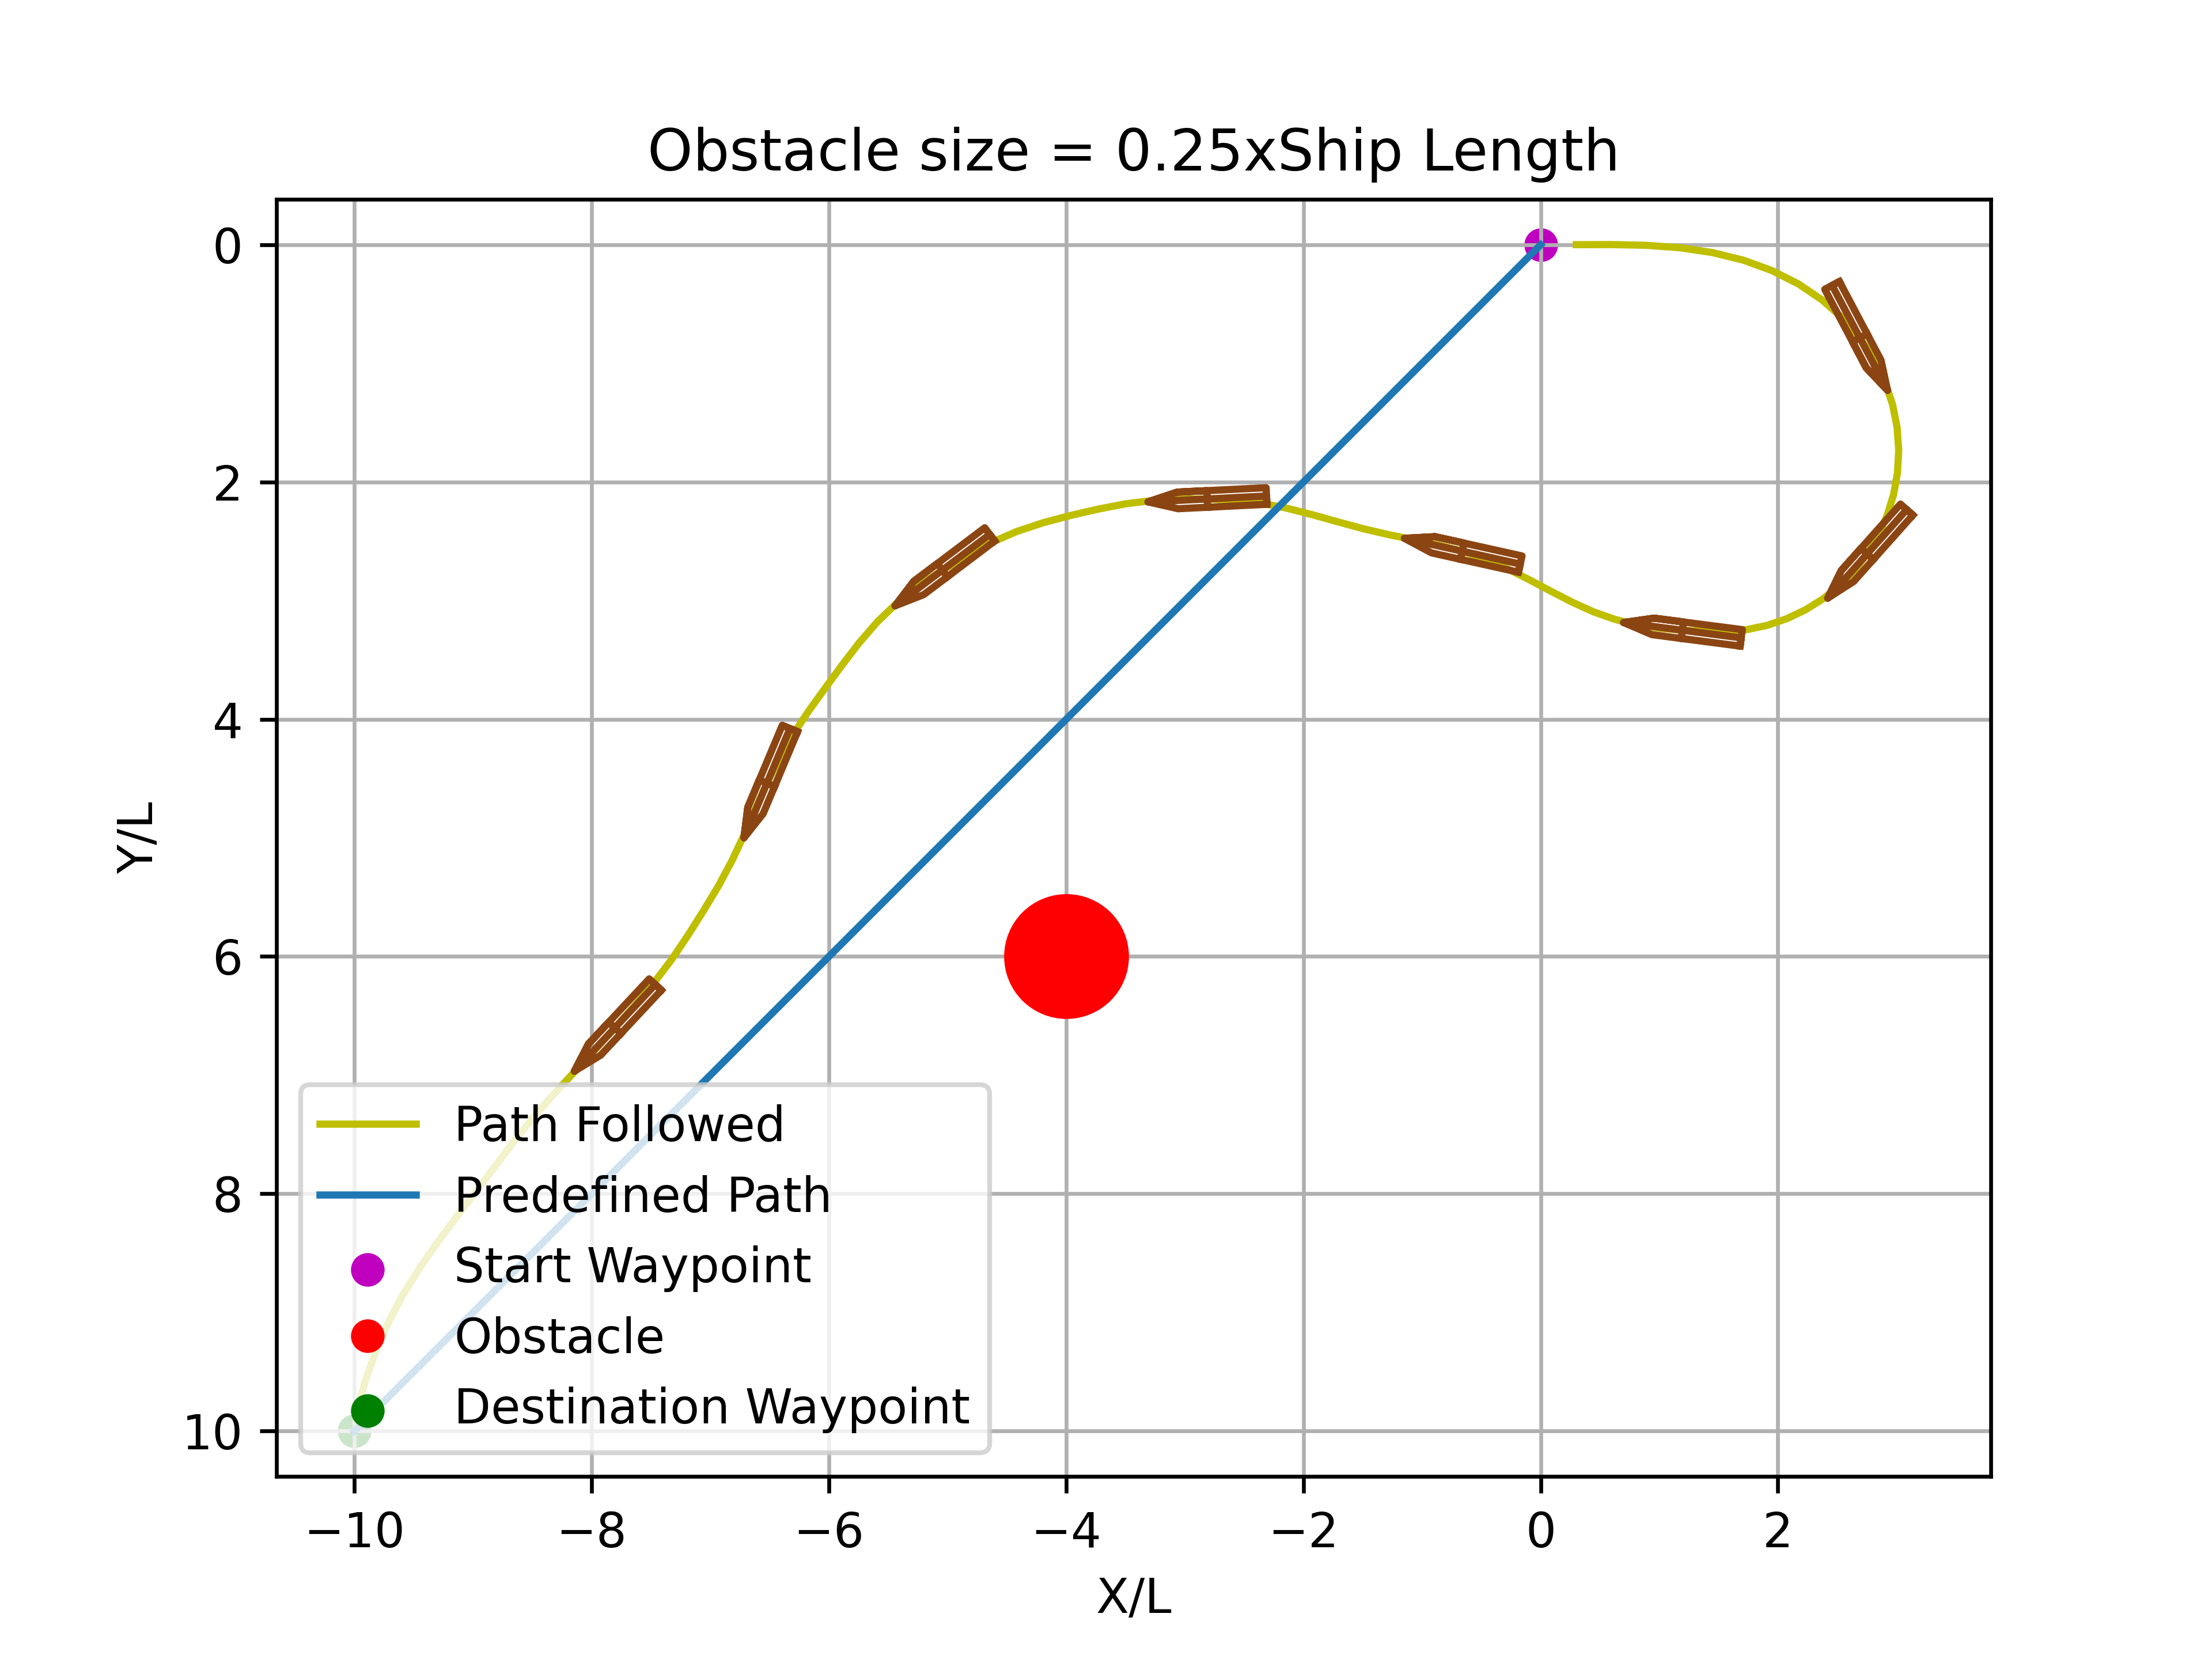 Obstacle size = 0.25xShip Length
0
2
4
6
8
10
Y/L
Path Followed
Predefined Path
Start Waypoint
Obstacle
Destination Waypoint
−10 −8 −6 −4 −2 0 2
X/L